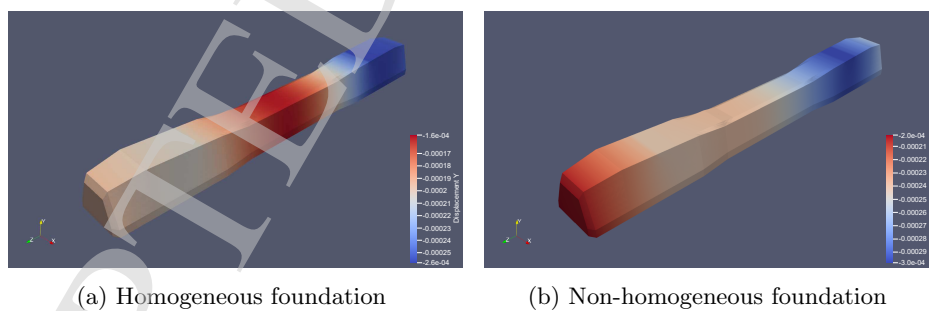 -1.6e-04
-0.00017
-0.00018
-0.00019
-0.0002
-0.00021
-0.00022
-0.00023
-0.00024
-0.00025
-2.6e-04
Displacement Y
Y
Z
X
-2.0e-04
-0.00021
-0.00022
-0.00023
-0.00024
-0.00025
-0.00026
-0.00027
-0.00028
-0.00029
-3.0e-04
Y
Z
X
(a) Homogeneous foundation
(b) Non-homogeneous foundation